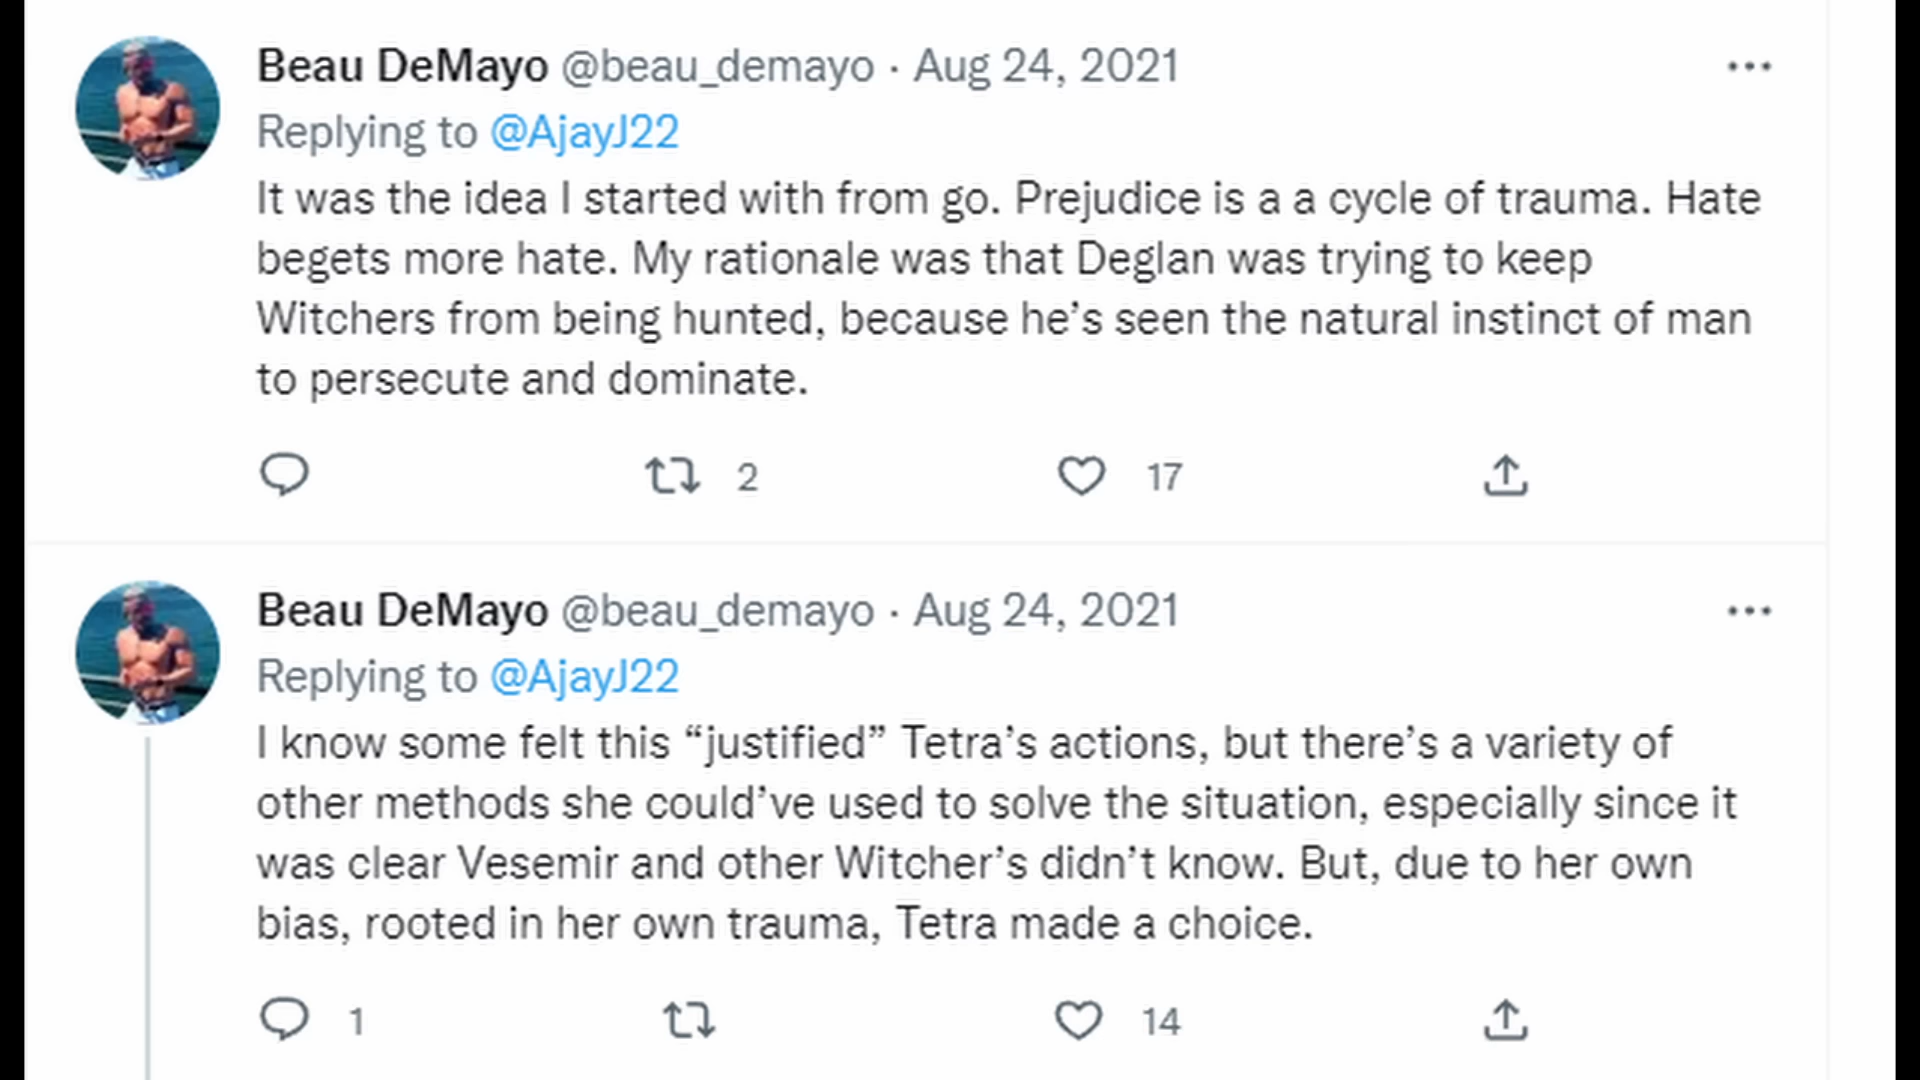 Beau DeMayo @beau_demayo · Aug 24, 2021
Replying to @AjayJ22
It was the idea I started with from go. Prejudice is a a cycle of trauma. Hate
begets more hate. My rationale was that Deglan was trying to keep
Witchers from being hunted, because he’s seen the natural instinct of man
to persecute and dominate.
2 17
Beau DeMayo @beau_demayo · Aug 24, 2021
Replying to @AjayJ22
I know some felt this “justified” Tetra’s actions, but there’s a variety of
other methods she could’ve used to solve the situation, especially since it
was clear Vesemir and other Witcher’s didn’t know. But, due to her own
bias, rooted in her own trauma, Tetra made a choice.
1 14